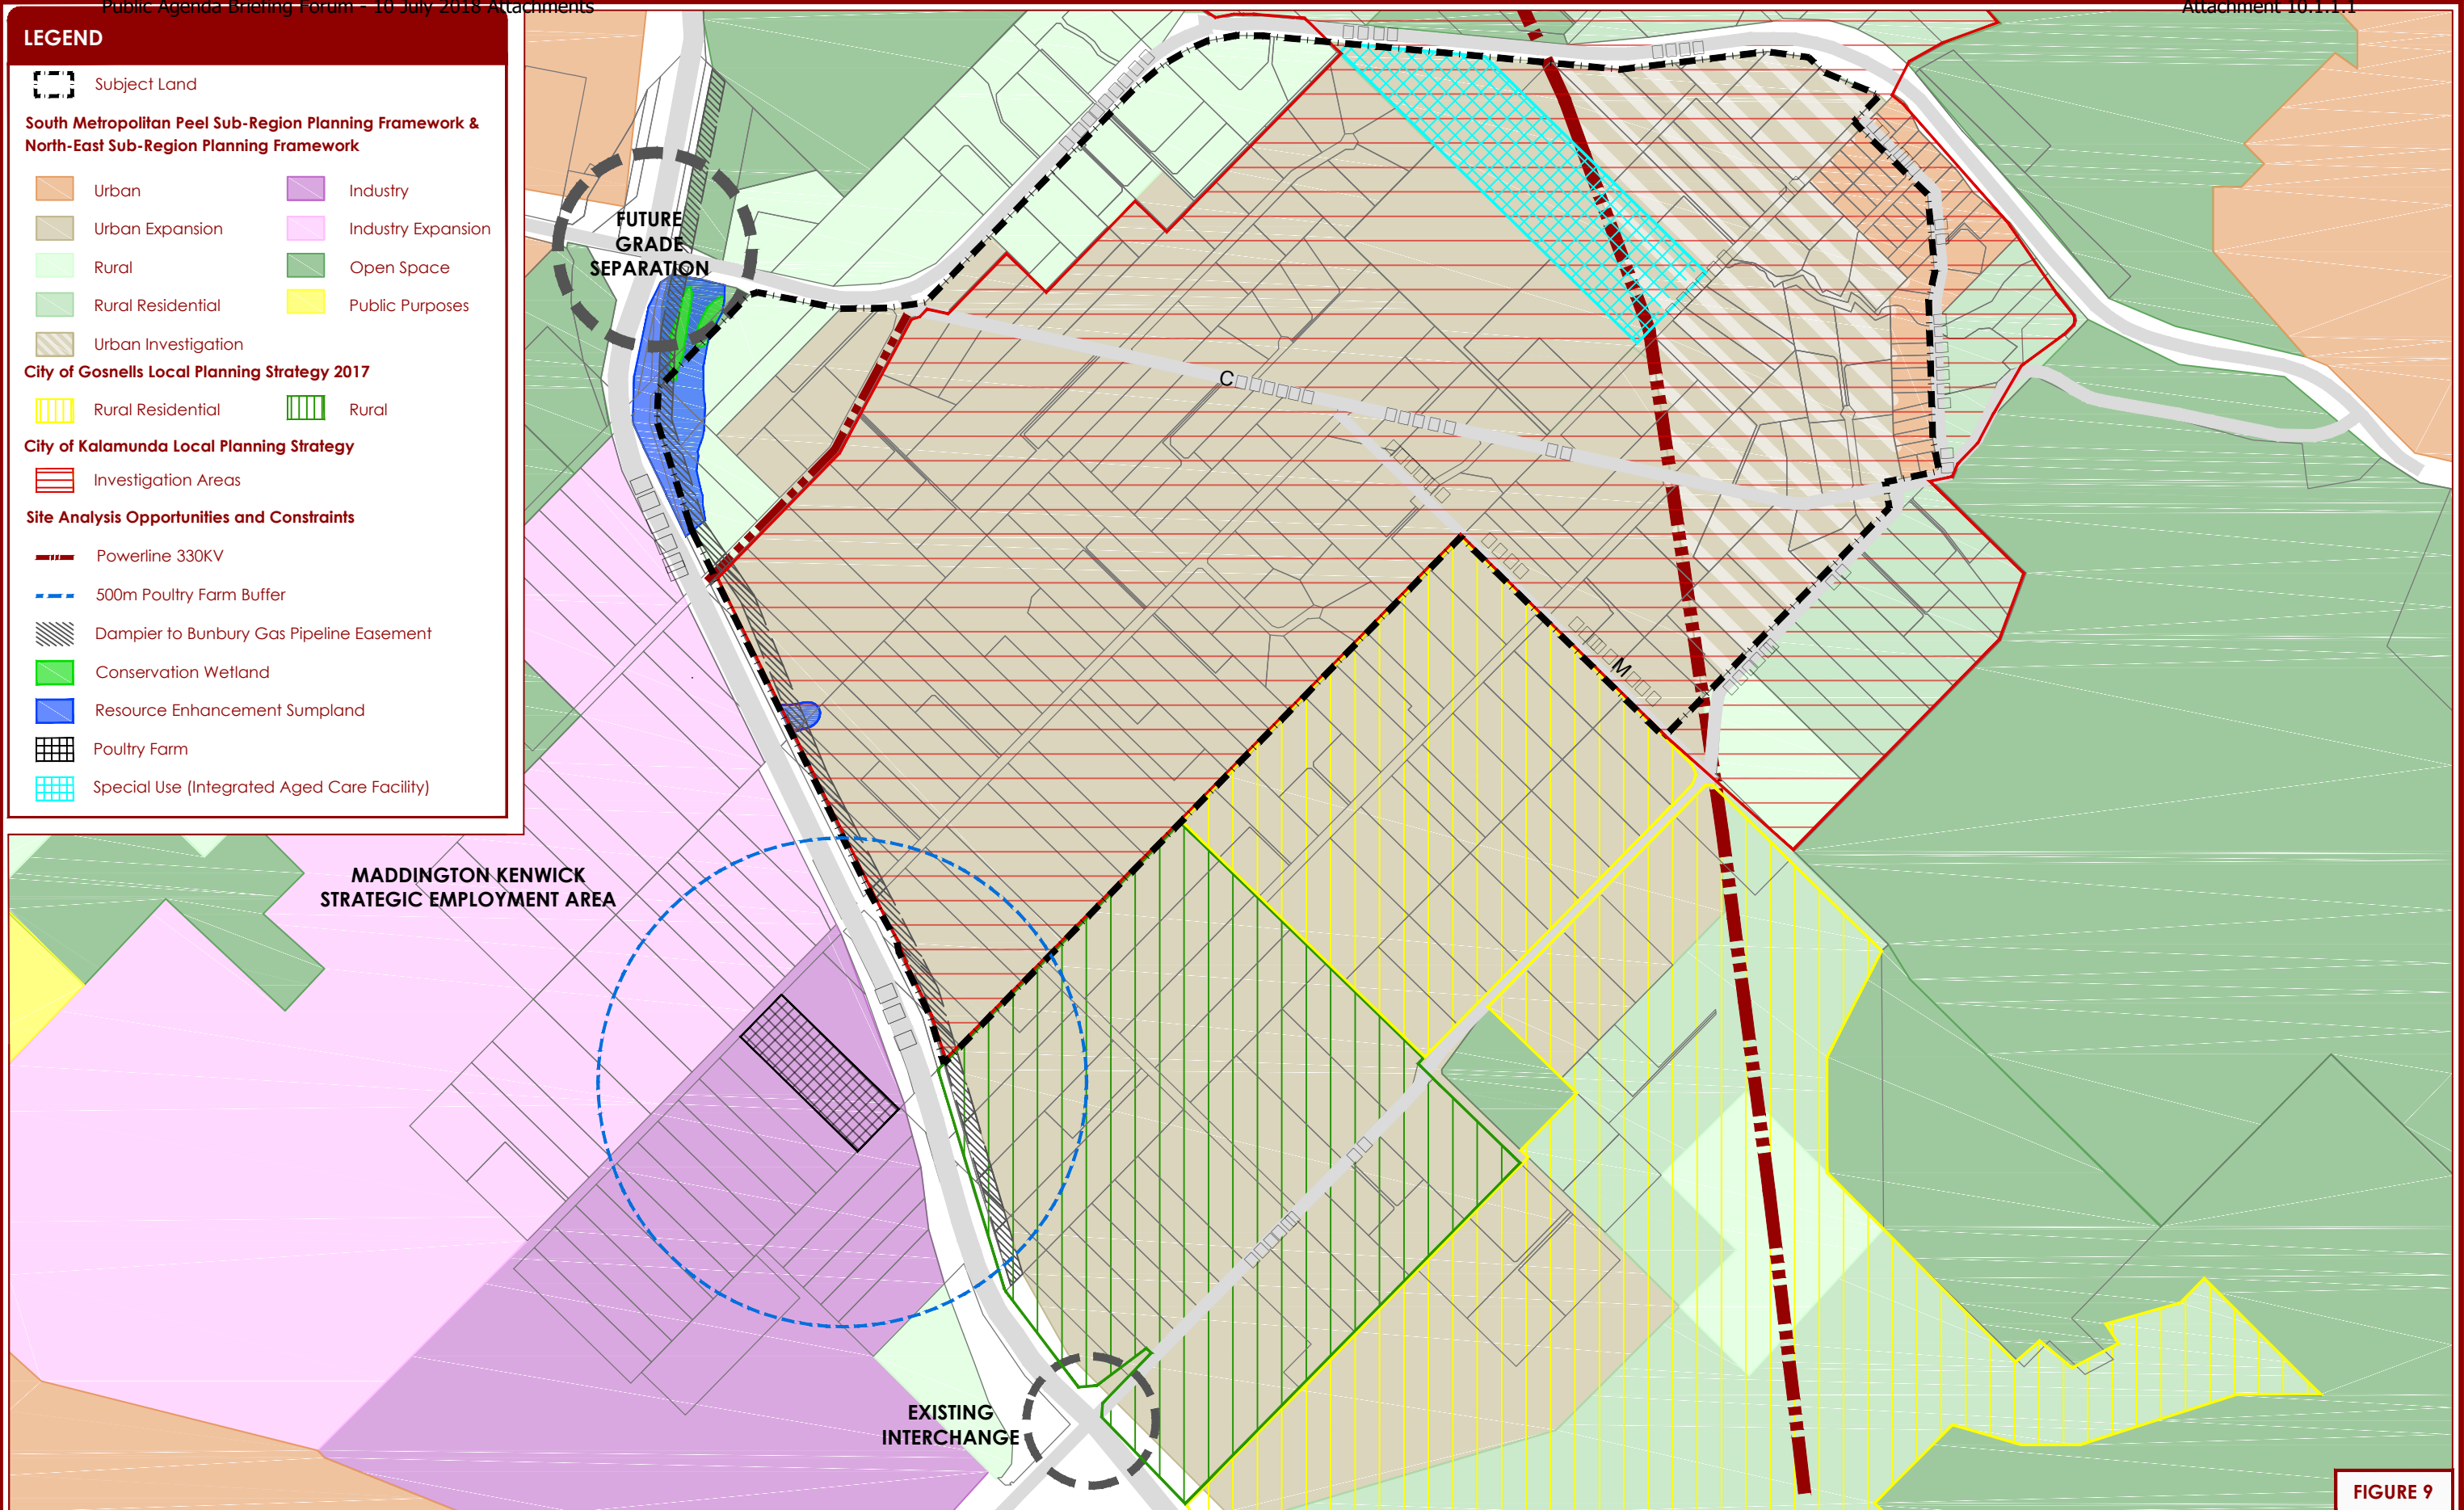 Public Agenda Briefing Forum - 10 July 2018 Attachments
Attachment 10.1.1.1
LEGEND
Subject Land
South Metropolitan Peel Sub-Region Planning Framework &
North-East Sub-Region Planning Framework
Urban
Industry
Urban Expansion
Industry Expansion
Rural
Open Space
Rural Residential
Public Purposes
Urban Investigation
City of Gosnells Local Planning Strategy 2017
Rural Residential
Rural
City of Kalamunda Local Planning Strategy
Investigation Areas
Site Analysis Opportunities and Constraints
Powerline 330KV
500m Poultry Farm Buffer
Dampier to Bunbury Gas Pipeline Easement
Conservation Wetland
Resource Enhancement Sumpland
Poultry Farm
Special Use (Integrated Aged Care Facility)
FUTURE
GRADE
SEPARATION
C
M
MADDINGTON KENWICK
STRATEGIC EMPLOYMENT AREA
EXISTING
INTERCHANGE
FIGURE 9